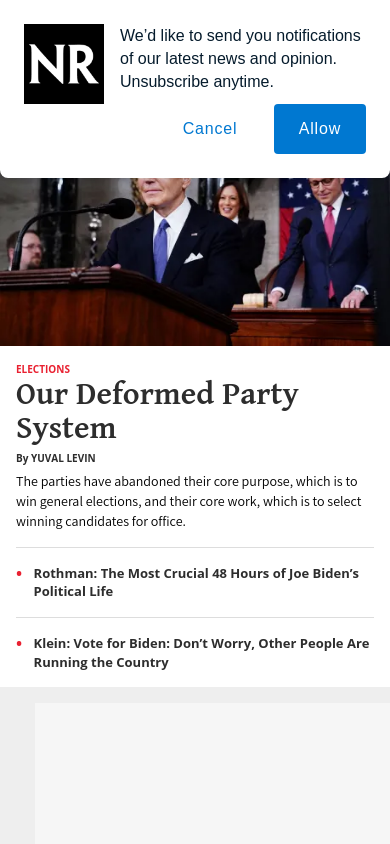 NR
We’d like to send you notifications
of our latest news and opinion.
Unsubscribe anytime.
Cancel
Allow
ELECTIONS
Our Deformed Party
System
By YUVAL LEVIN
The parties have abandoned their core purpose, which is to
win general elections, and their core work, which is to select
winning candidates for office.
Rothman: The Most Crucial 48 Hours of Joe Biden’s
Political Life
Klein: Vote for Biden: Don’t Worry, Other People Are
Running the Country